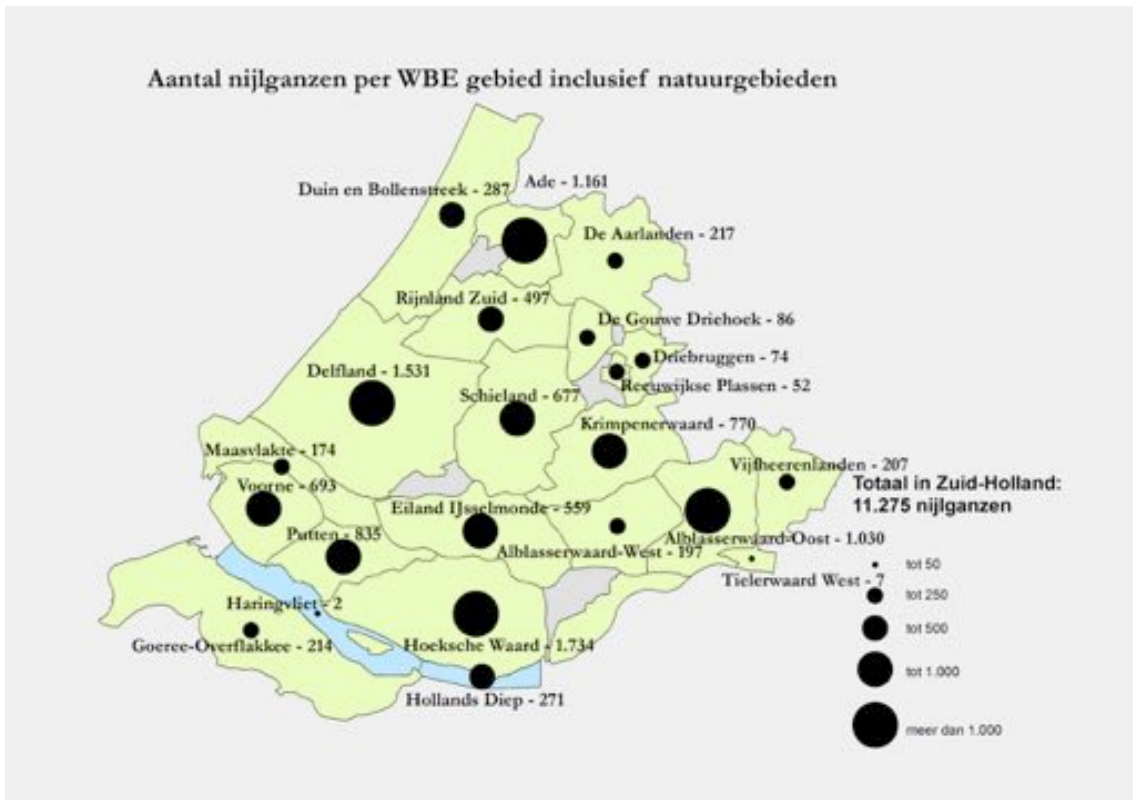 Aantal nijlganzen per WBE gebied inclusief natuurgebieden
Duin en Bollenstreek - 287
Ade - 1.161
De Aarlanden - 217
Rijnland Zuid - 497
De Gouwe Driehoek - 86
Driebruggen - 74
Delfland - 1.531
Reeuwijkse Plassen - 52
Schieland - 677
Krimpenerwaard - 770
Maasvlakte - 174
Vijfheerenlanden - 207
Voorne - 693
Eiland IJsselmonde - 559
Putten - 835
Alblasserwaard-Oost - 1.030
Alblasserwaard-West - 197
Tielerwaard West - 7
Haringvliet - 2
Goeree-Overflakkee - 214
Hoeksche Waard - 1.734
Hollands Diep - 271
Totaal in Zuid-Holland:
11.275 nijlganzen
tot 50
tot 250
tot 500
tot 1.000
meer dan 1.000